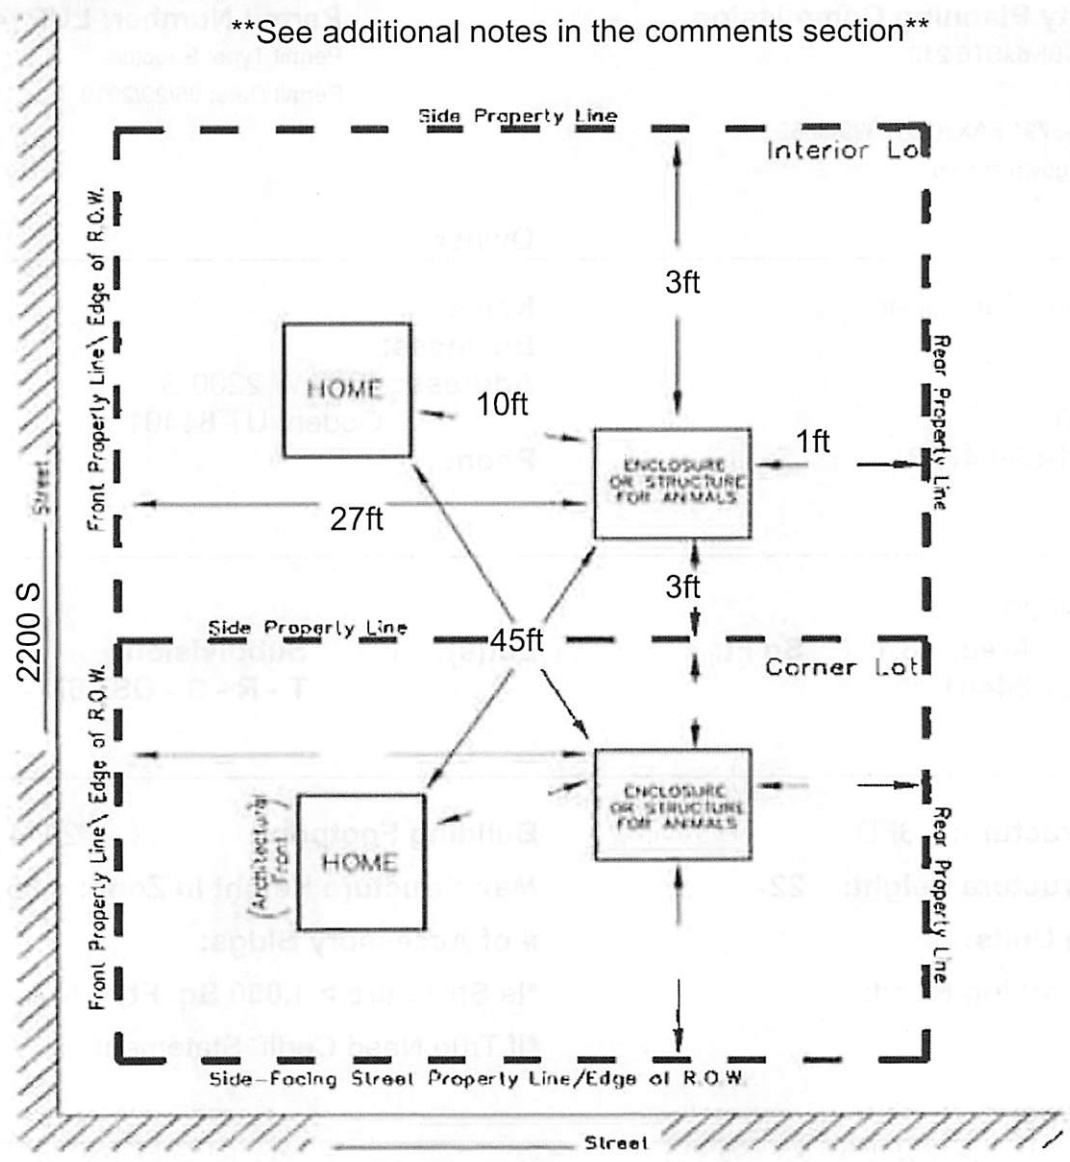 **See additional notes in the comments section**
Side Property Line
Interior Lo
Front Property Line\ Edge of R.O.W.
3ft
HOME
10ft
1ft
Rear Property Line
ENCLOSURE
OR STRUCTURE
FOR ANIMALS
Street
27ft
3ft
2200 S
Side Property Line
45ft
Corner Lot
Front Property Line\ Edge of R.O.W.
ENCLOSURE
OR STRUCTURE
FOR ANIMALS
(Architectural
Front)
HOME
Rear Property Line
Side-Facing Street Property Line/Edge of R.O.W.
Street